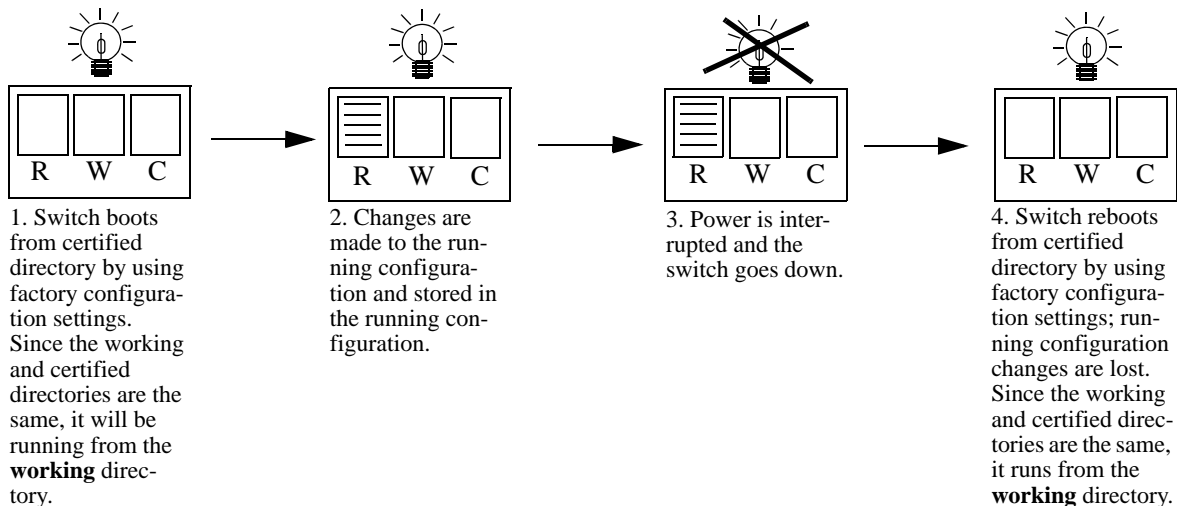 R W C
R W C
R W C
R W C
1. Switch boots
from certified
directory by using
factory configura-
tion settings.
Since the working
and certified
directories are the
same, it will be
running from the
working direc-
tory.
2. Changes are
made to the run-
ning configura-
tion and stored in
the running con-
figuration.
3. Power is inter-
rupted and the
switch goes down.
4. Switch reboots
from certified
directory by using
factory configura-
tion settings; run-
ning configuration
changes are lost.
Since the working
and certified direc-
tories are the same,
it runs from the
working directory.